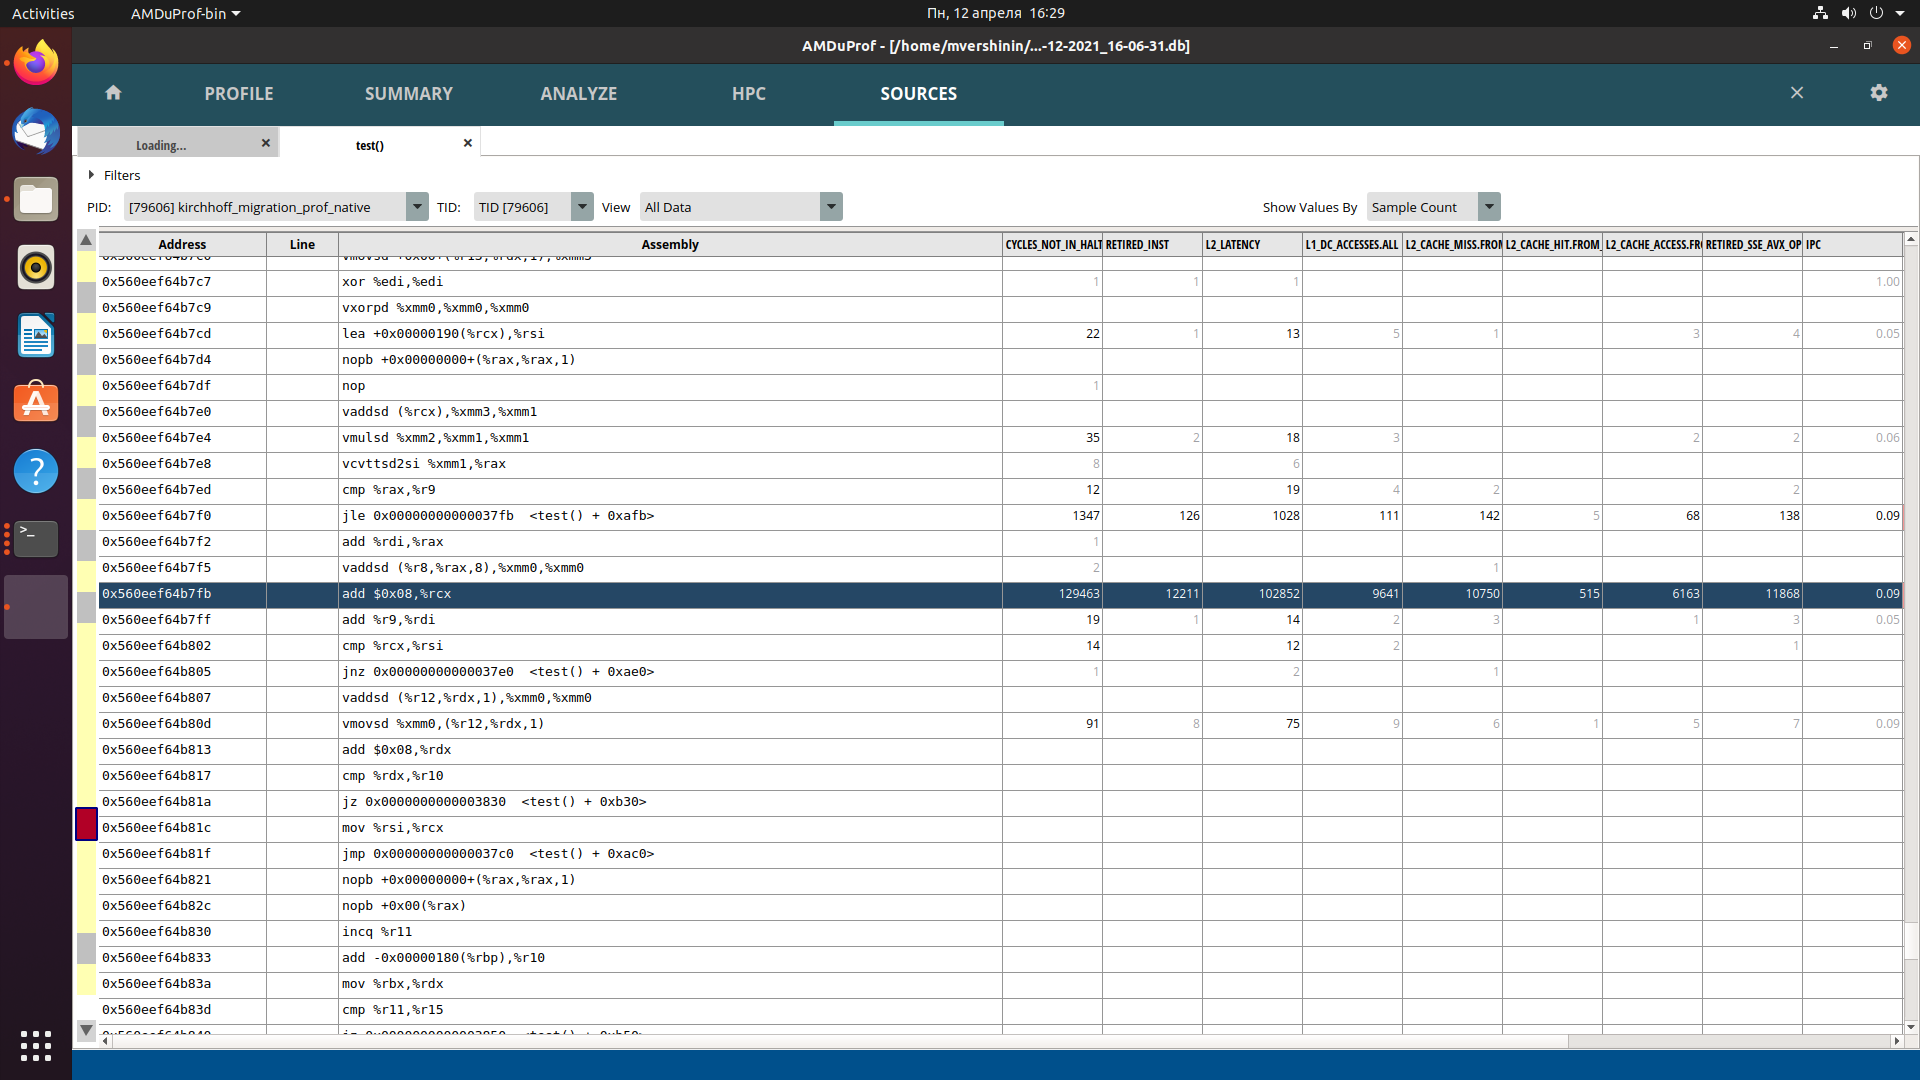 Activities AMDuProf-bin Пн, 12 апреля 16:29
AMDuProf - [/home/mvershinin/...-12-2021_16-06-31.db]
PROFILE SUMMARY ANALYZE HPC SOURCES
Loading... test()
Filters
PID: [79606] kirchhoff_migration_prof_native TID: TID [79606] View All Data Show Values By Sample Count
Address Line Assembly CYCLES_NOT_IN_HALT RETIRED_INST L2_LATENCY L1_DC_ACCESSES.ALL L2_CACHE_MISS.FROM L2_CACHE_HIT.FROM_ L2_CACHE_ACCESS.FR RETIRED_SSE_AVX_OP IPC
0x560eef64b7c7 xor %edi,%edi 1 1 1 1.00
0x560eef64b7c9 vxorpd %xmm0,%xmm0,%xmm0
0x560eef64b7cd lea +0x00000190(%rcx),%rsi 22 1 13 5 1 3 4 0.05
0x560eef64b7d4 nopb +0x00000000+(%rax,%rax,1)
0x560eef64b7df nop 1
0x560eef64b7e0 vaddsd (%rcx),%xmm3,%xmm1
0x560eef64b7e4 vmulsd %xmm2,%xmm1,%xmm1 35 2 18 3 2 2 0.06
0x560eef64b7e8 vcvttsd2si %xmm1,%rax 8 6
0x560eef64b7ed cmp %rax,%r9 12 19 4 2 2
0x560eef64b7f0 jle 0x00000000000037fb <test() + 0xafb> 1347 126 1028 111 142 5 68 138 0.09
0x560eef64b7f2 add %rdi,%rax 1
0x560eef64b7f5 vaddsd (%r8,%rax,8),%xmm0,%xmm0 2 1
0x560eef64b7fb add $0x08,%rcx 129463 12211 102852 9641 10750 515 6163 11868 0.09
0x560eef64b7ff add %r9,%rdi 19 1 14 2 3 1 3 0.05
0x560eef64b802 cmp %rcx,%rsi 14 12 2 1
0x560eef64b805 jnz 0x00000000000037e0 <test() + 0xae0> 1 2 1
0x560eef64b807 vaddsd (%r12,%rdx,1),%xmm0,%xmm0
0x560eef64b80d vmovsd %xmm0,(%r12,%rdx,1) 91 8 75 9 6 1 5 7 0.09
0x560eef64b813 add $0x08,%rdx
0x560eef64b817 cmp %rdx,%r10
0x560eef64b81a jz 0x0000000000003830 <test() + 0xb30>
0x560eef64b81c mov %rsi,%rcx
0x560eef64b81f jmp 0x00000000000037c0 <test() + 0xac0>
0x560eef64b821 nopb +0x00000000+(%rax,%rax,1)
0x560eef64b82c nopb +0x00(%rax)
0x560eef64b830 incq %r11
0x560eef64b833 add -0x00000180(%rbp),%r10
0x560eef64b83a mov %rbx,%rdx
0x560eef64b83d cmp %r11,%r15